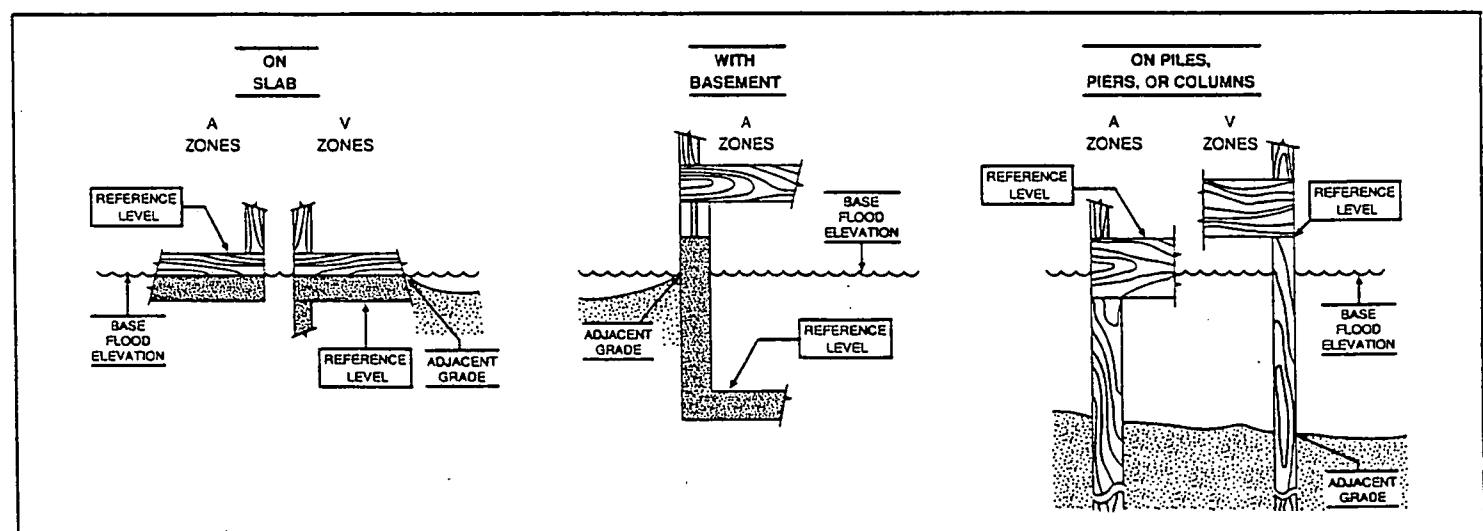 ON
SLAB
A
ZONES
V
ZONES
REFERENCE
LEVEL
BASE
FLOOD
ELEVATION
REFERENCE
LEVEL
ADJACENT
GRADE
WITH
BASEMENT
A
ZONES
BASE
FLOOD
ELEVATION
ADJACENT
GRADE
REFERENCE
LEVEL
ON PILES,
PIERS, OR COLUMNS
A
ZONES
V
ZONES
REFERENCE
LEVEL
REFERENCE
LEVEL
BASE
FLOOD
ELEVATION
ADJACENT
GRADE